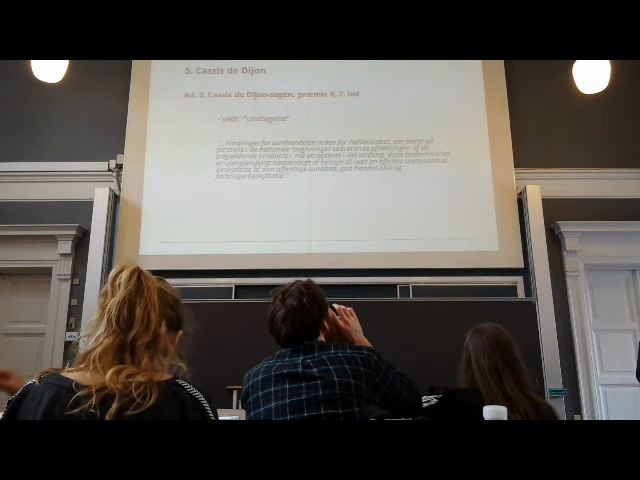 5. Cassis de Dijon
Ad. 2. Cassis de Dijon-sagen, præmis 8, 2. led
- vedr. "undtagelse"
"...hindringer for samhandelen inden for Fællesskabet, der beror på
forskelle i de nationale lovgivninger vedrørende afsætningen af de
pågældende produkter, må accepteres i det omfang, disse bestemmelser
er uomgængeligt nødvendige af hensyn til især en effektiv skattekontrol,
beskyttelse af den offentlige sundhed, god handelsskik og
forbrugerbeskyttelse."